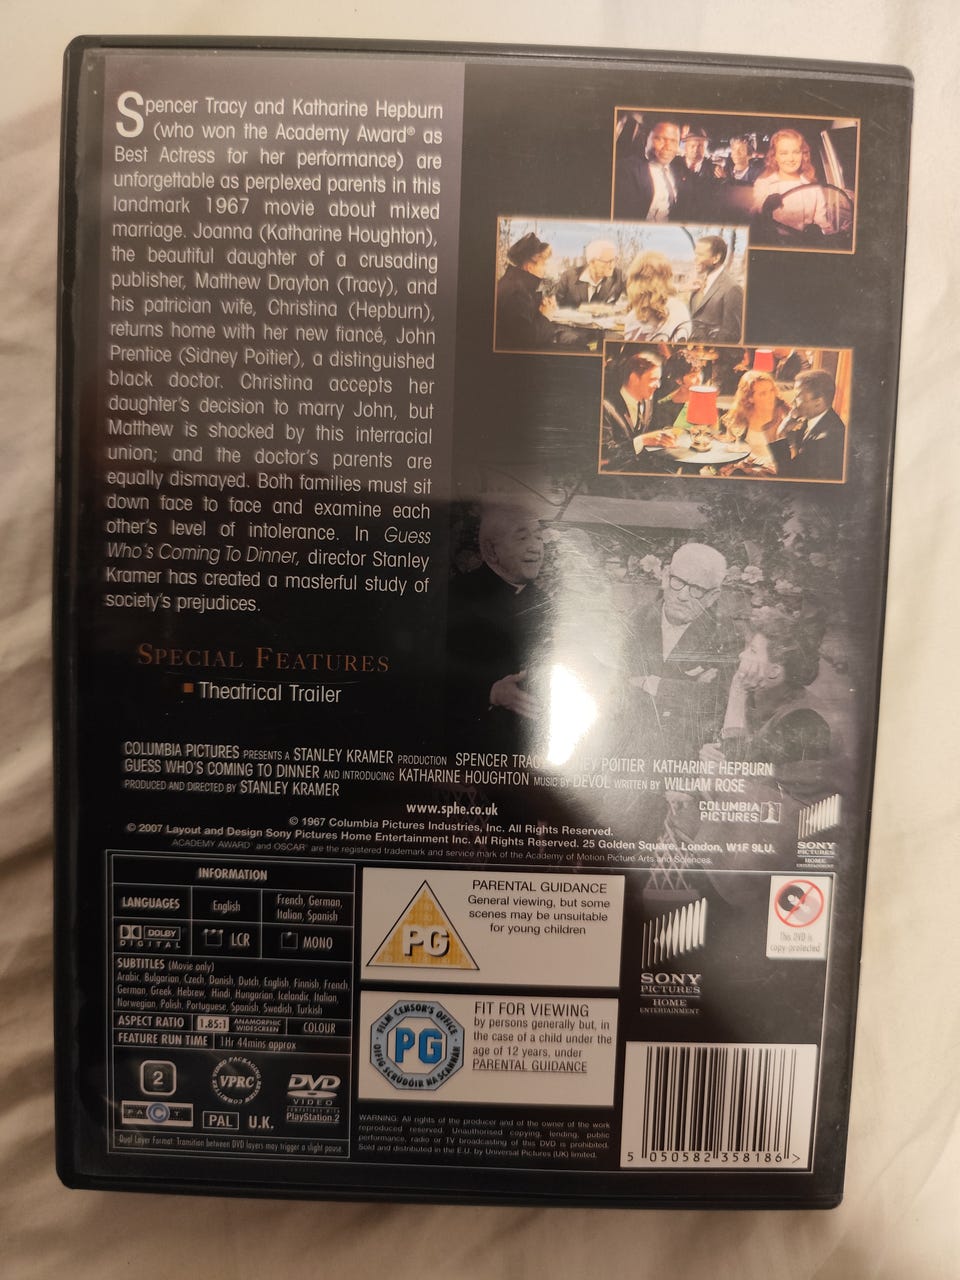 Spencer Tracy and Katharine Hepburn
(who won the Academy Award® as
Best Actress for her performance) are
unforgettable as perplexed parents in this
landmark 1967 movie about mixed
marriage. Joanna (Katharine Houghton),
the beautiful daughter of a crusading
publisher, Matthew Drayton (Tracy), and
his patrician wife, Christina (Hepburn),
returns home with her new fiancé, John
Prentice (Sidney Poitier), a distinguished
black doctor. Christina accepts her
daughter's decision to marry John, but
Matthew is shocked by this interracial
union; and the doctor's parents are
equally dismayed. Both families must sit
down face to face and examine each
other's level of intolerance. In Guess
Who's Coming To Dinner, director Stanley
Kramer has created a masterful study of
society's prejudices.
SPECIAL FEATURES
Theatrical Trailer
COLUMBIA PICTURES PRESENTS A STANLEY KRAMER PRODUCTION SPENCER POITIER KATHARINE HEPBURN
GUESS WHO'S COMING TO DINNER AND INTRODUCING KATHARINE HOUGHTON MUSIC BY DEVOL WRITTEN BY WILLIAM ROSE
PRODUCED AND DIRECTED BY STANLEY KRAMER
www.sphe.co.uk
© 1967 Columbia Pictures Industries, Inc. All Rights Reserved.
© 2007 Layout and Design Sony Pictures Home Entertainment Inc. All Rights Reserved. 25 Golden Square, London, W1F 9LU.
ACADEMY AWARD® and OSCAR® are the registered trademark and service mark of the Academy of Motion Picture Arts and Sciences.
COLUMBIA
PICTURES
SONY
PICTURES
HOME
ENTERTAINMENT
INFORMATION
LANGUAGES
English
French, German,
Italian, Spanish
DOLBY
DIGITAL
LCR
MONO
SUBTITLES (Movie only)
Arabic, Bulgarian, Czech, Danish, Dutch, English, Finnish, French,
German, Greek, Hebrew, Hindi, Hungarian, Icelandic, Italian,
Norwegian, Polish, Portuguese, Spanish, Swedish, Turkish
ASPECT RATIO 1.85:1 ANAMORPHIC WIDESCREEN COLOUR
FEATURE RUN TIME 1Hr 44mins approx
2
VIDEO PACKAGING REVIEW COMMITTEE
VPRC
DVD
VIDEO
COMPATIBLE WITH
PlayStation 2
FACT
PAL
U.K.
Dual Layer Format: Transition between DVD layers may trigger a slight pause.
PG
PARENTAL GUIDANCE
General viewing, but some
scenes may be unsuitable
for young children
FILM CENSOR'S OFFICE
PG
OIFIG SCRÚDÓIR NA SCANNÁN
FIT FOR VIEWING
by persons generally but, in
the case of a child under the
age of 12 years, under
PARENTAL GUIDANCE
WARNING: All rights of the producer and of the owner of the work
reproduced reserved. Unauthorised copying, lending, public
performance, radio or TV broadcasting of this DVD is prohibited.
Sold and distributed in the E.U. by Universal Pictures (UK) limited.
SONY
PICTURES
HOME
ENTERTAINMENT
This DVD is
copy-protected
5 050582 358186 >